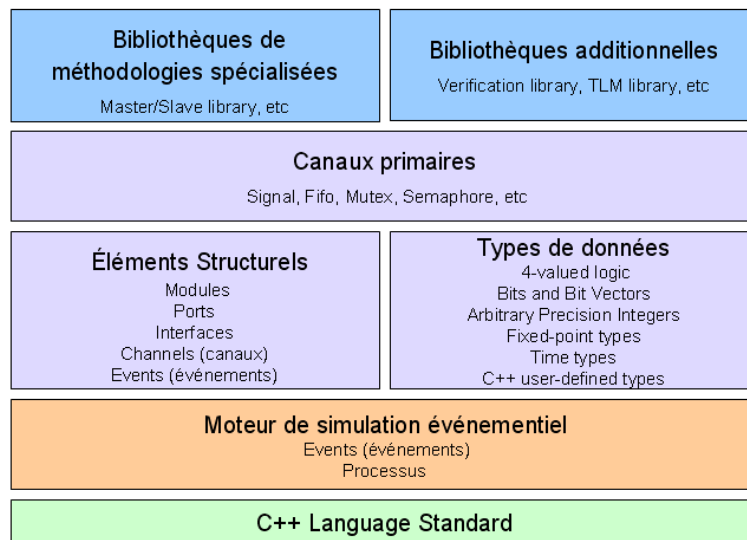 Bibliothèques de
méthodologies spécialisées
Master/Slave library, etc
Bibliothèques additionnelles
Verification library, TLM library, etc
Canaux primaires
Signal, Fifo, Mutex, Semaphore, etc
Éléments Structurels
Modules
Ports
Interfaces
Channels (canaux)
Events (événements)
Types de données
4-valued logic
Bits and Bit Vectors
Arbitrary Precision Integers
Fixed-point types
Time types
C++ user-defined types
Moteur de simulation événementiel
Events (événements)
Processus
C++ Language Standard